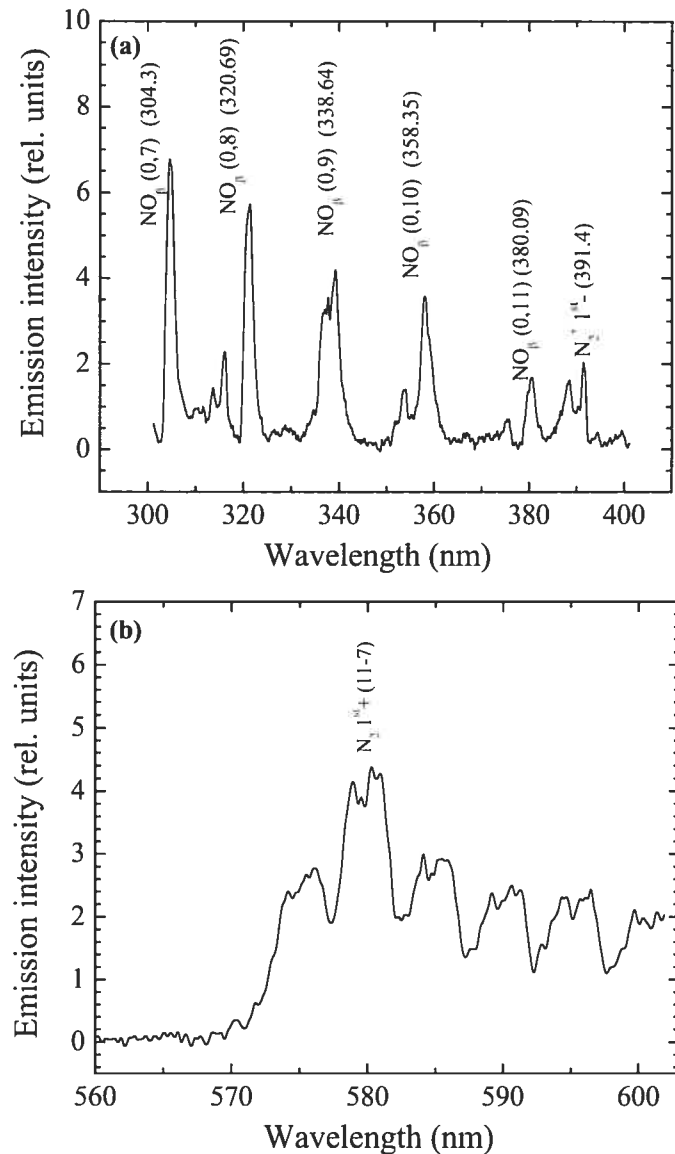 (a)
Emission intensity (rel. units)
10
8
6
4
2
0
NO (0,7) (304.3)
NO (0,8) (320.69)
NO (0,9) (338.64)
NO (0,10) (358.35)
NO (0,11) (380.09)
(391.4)
300 320 340 360 380 400
Wavelength (nm)
(b)
Emission intensity (rel. units)
7
6
5
4
3
2
1
0
(11-7)
560 570 580 590 600
Wavelength (nm)